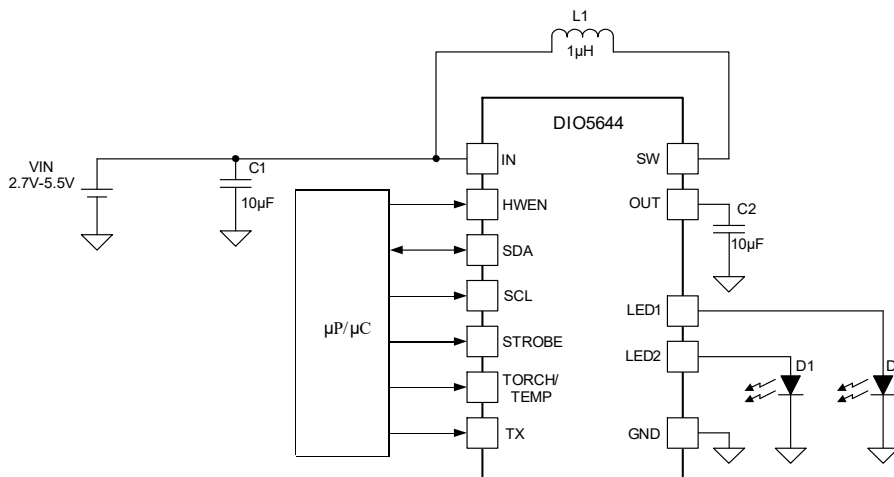 L1
1µH
DIO5644
VIN
2.7V-5.5V
C1
10µF
IN
SW
HWEN
OUT
C2
10µF
SDA
SCL
µP/µC
LED1
STROBE
LED2
TORCH/
TEMP
D1
TX
GND